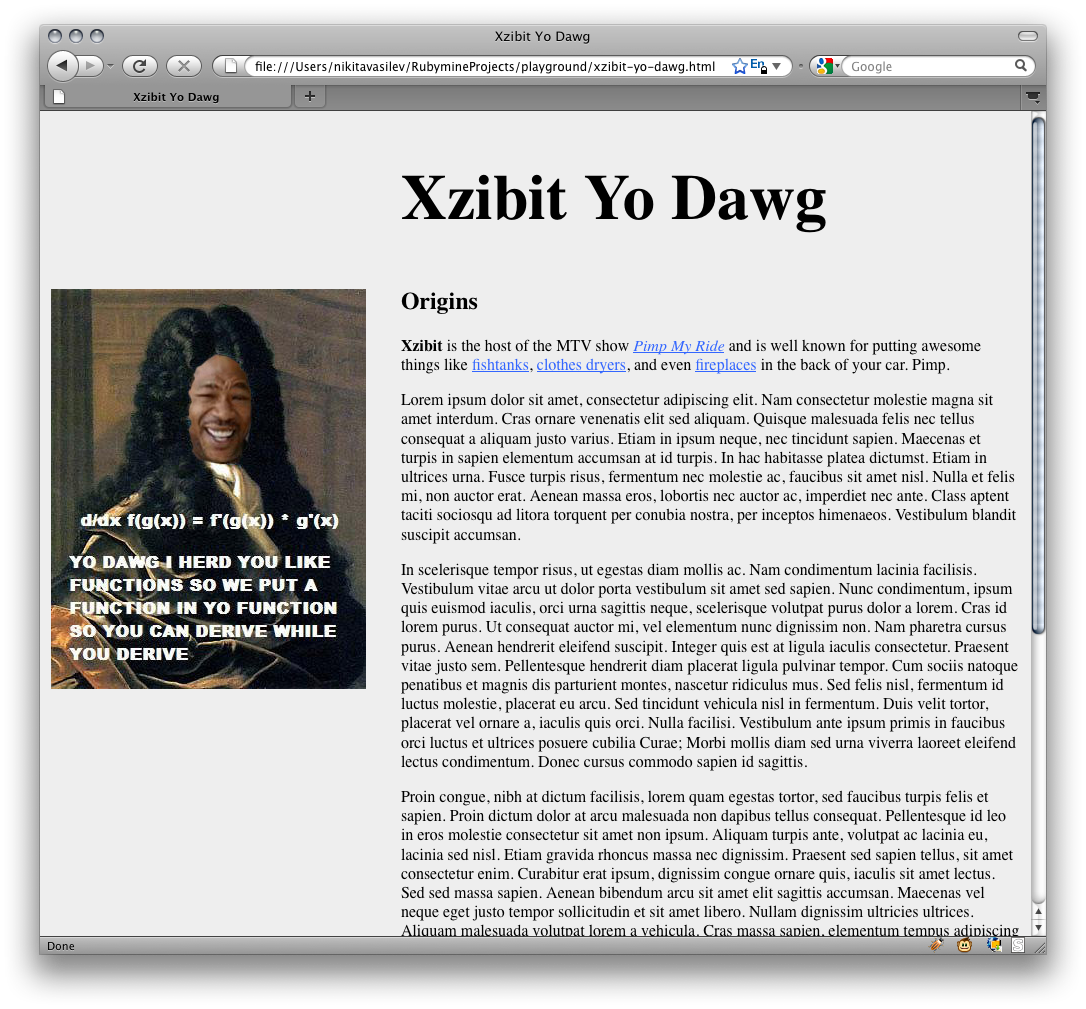 Xzibit Yo Dawg
file:///Users/nikitavasilev/RubymineProjects/playground/xzibit-yo-dawg.html
En
Google
Xzibit Yo Dawg
+
Xzibit Yo Dawg
d/dx f(g(x)) = f'(g(x)) * g'(x)
YO DAWG I HERD YOU LIKE
FUNCTIONS SO WE PUT A
FUNCTION IN YO FUNCTION
SO YOU CAN DERIVE WHILE
YOU DERIVE
Origins
Xzibit is the host of the MTV show Pimp My Ride and is well known for putting awesome
things like fishtanks, clothes dryers, and even fireplaces in the back of your car. Pimp.
Lorem ipsum dolor sit amet, consectetur adipiscing elit. Nam consectetur molestie magna sit
amet interdum. Cras ornare venenatis elit sed aliquam. Quisque malesuada felis nec tellus
consequat a aliquam justo varius. Etiam in ipsum neque, nec tincidunt sapien. Maecenas et
turpis in sapien elementum accumsan at id turpis. In hac habitasse platea dictumst. Etiam in
ultrices urna. Fusce turpis risus, fermentum nec molestie ac, faucibus sit amet nisl. Nulla et felis
mi, non auctor erat. Aenean massa eros, lobortis nec auctor ac, imperdiet nec ante. Class aptent
taciti sociosqu ad litora torquent per conubia nostra, per inceptos himenaeos. Vestibulum blandit
suscipit accumsan.
In scelerisque tempor risus, ut egestas diam mollis ac. Nam condimentum lacinia facilisis.
Vestibulum vitae arcu ut dolor porta vestibulum sit amet sed sapien. Nunc condimentum, ipsum
quis euismod iaculis, orci urna sagittis neque, scelerisque volutpat purus dolor a lorem. Cras id
lorem purus. Ut consequat auctor mi, vel elementum nunc dignissim non. Nam pharetra cursus
purus. Aenean hendrerit eleifend suscipit. Integer quis est at ligula iaculis consectetur. Praesent
vitae justo sem. Pellentesque hendrerit diam placerat ligula pulvinar tempor. Cum sociis natoque
penatibus et magnis dis parturient montes, nascetur ridiculus mus. Sed felis nisl, fermentum id
luctus molestie, placerat eu arcu. Sed tincidunt vehicula nisl in fermentum. Duis velit tortor,
placerat vel ornare a, iaculis quis orci. Nulla facilisi. Vestibulum ante ipsum primis in faucibus
orci luctus et ultrices posuere cubilia Curae; Morbi mollis diam sed urna viverra laoreet eleifend
lectus condimentum. Donec cursus commodo sapien id sagittis.
Proin congue, nibh at dictum facilisis, lorem quam egestas tortor, sed faucibus turpis felis et
sapien. Proin dictum dolor at arcu malesuada non dapibus tellus consequat. Pellentesque id leo
in eros molestie consectetur sit amet non ipsum. Aliquam turpis ante, volutpat ac lacinia eu,
lacinia sed nisl. Etiam gravida rhoncus massa nec dignissim. Praesent sed sapien tellus, sit amet
consectetur enim. Curabitur erat ipsum, dignissim congue ornare quis, iaculis sit amet lectus.
Sed sed massa sapien. Aenean bibendum arcu sit amet elit sagittis accumsan. Maecenas vel
neque eget justo tempor sollicitudin et sit amet libero. Nullam dignissim ultricies ultrices.
Aliquam malesuada volutpat lorem a vehicula. Cras massa sapien, elementum tempus adipiscing
Done
S